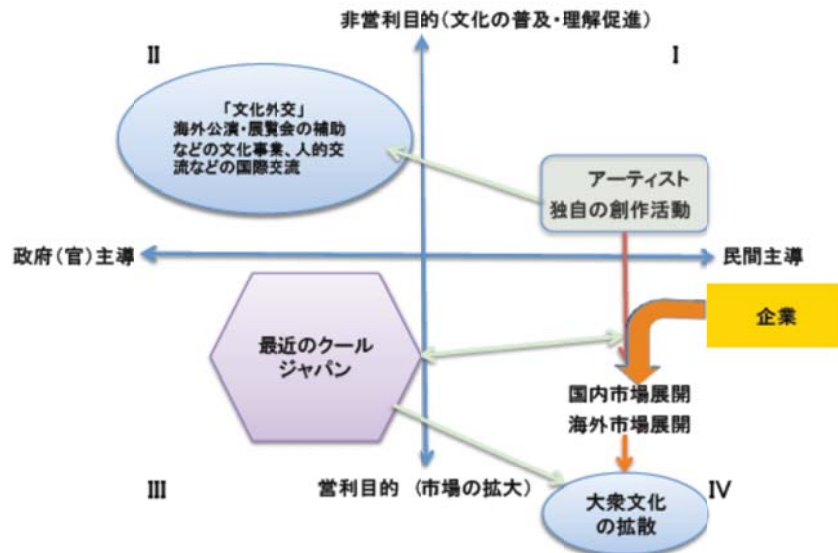 非営利目的(文化の普及・理解促進)
II
I
「文化外交」
海外公演・展覧会の補助
などの文化事業、人的交
流などの国際交流
アーティスト
独自の創作活動
政府(官)主導
民間主導
企業
最近のクール
ジャパン
国内市場展開
海外市場展開
III
営利目的 (市場の拡大)
IV
大衆文化
の拡散